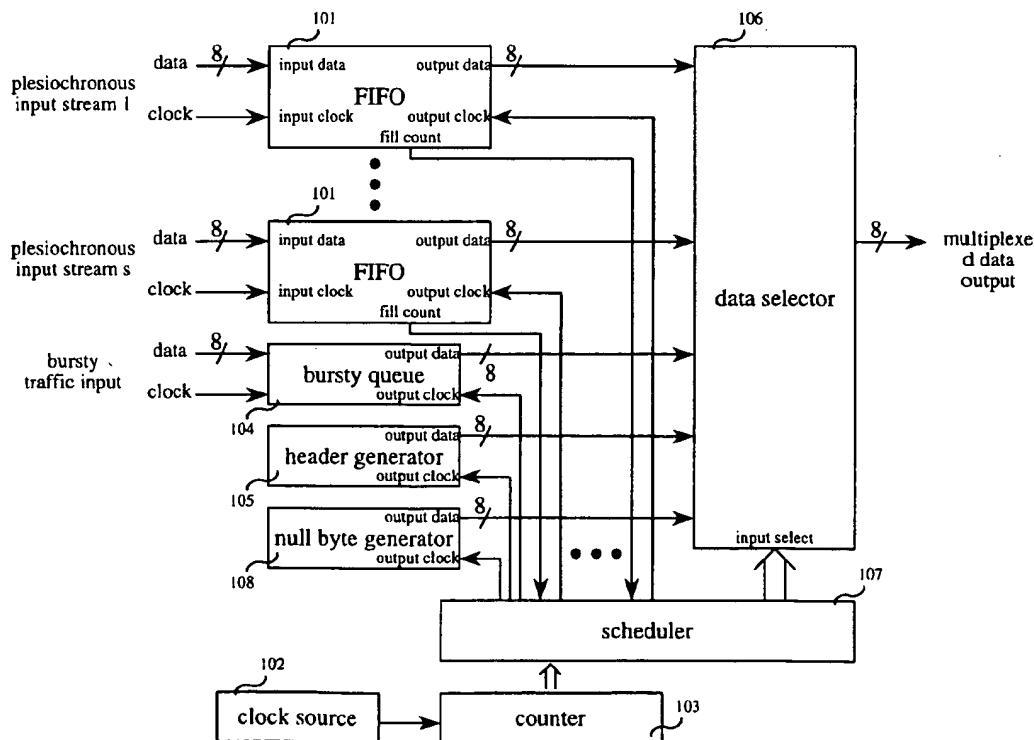 101
106
data
8
input data
output data
8
plesiochronous
input stream 1
FIFO
clock
input clock
output clock
fill count
101
data
8
input data
output data
8
plesiochronous
input stream s
FIFO
8
multiplexe
d data
output
clock
input clock
output clock
fill count
data selector
data
8
output data
bursty
traffic input
bursty queue
8
clock
output clock
104
output data
8
header generator
output clock
105
output data
8
null byte generator
output clock
108
input select
107
scheduler
102
clock source
counter
103